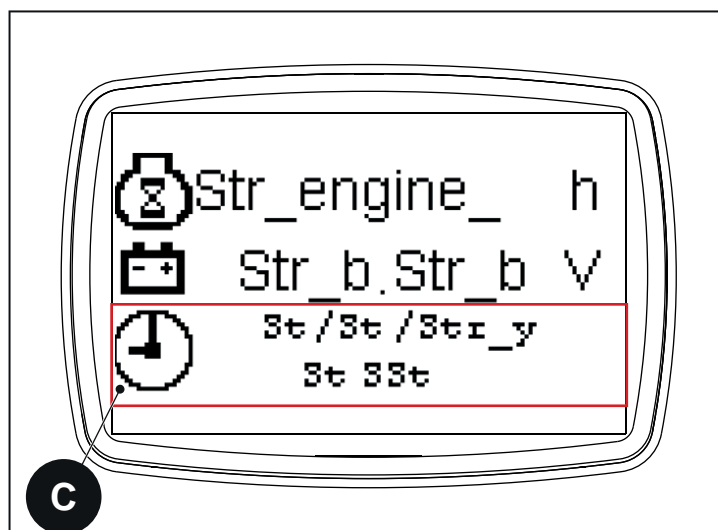 Str_engine_ h
- +
Str_b.Str_b V
St/St/Str_y
St SSt
C